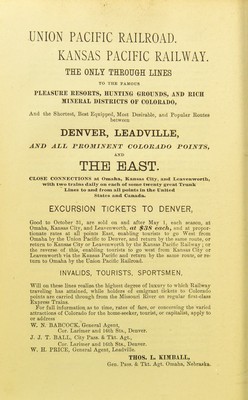 UNION PACIFIC RAILROAD.
KANSAS PACIFIC RAILWAY.
THE ONLY THROUGH LINES
TO THE FAMOUS
PLEASURE RESORTS, HUNTING GROUNDS, AND RICH
MINERAL DISTRICTS OF COLORADO,
And the Shortest, Best Equipped, Most Desirable, and Popular Routes
between
DENVER, LEADVILLE,
AND ALL PROMINENT COLORADO POINTS,
AND
THE EAST.
CLOSE CONNECTIONS at Omaha, Kansas City, and Leavenworth,
with two trains daily on each of some twenty great Trunk
Lines to and from all points in the United
States and Canada.
EXCURSION TICKETS TO DENVER,
Good to October 31, are sold on and after May 1, each season, at
Omaha, Kansas City, and Leavenworth, at $38 each, and at propor-
tionate rates at all points East, enabling tourists to go West from
Omaha by the Union Pacific to Denver, and return by the same route, or
return to Kansas City or Leavenworth by the Kansas Pacific Railway; or
the reverse of this, enabling tourists to go west from Kansas City or
Leavenworth via the Kansas Pacific and return by the same route, or re-
turn to Omaha by the Union Pacific Railroad.
INVALIDS, TOURISTS, SPORTSMEN,
Will on these lines realize the highest degree of luxury to which Railway
traveling has attained, while holders of emigrant tickets to Colorado
points are carried through from the Missouri River on regular first-class
Express Trains.
For full information, as to time, rates of fare, or concerning the varied
attractions of Colorado for the home-seeker, tourist, or capitalist, apply to
or address
W. N. BABCOCK, General Agent,
Cor. Larimer and 16th Sts., Denver.
J. J. T. BALL, City Pass. & Tkt. Agt.,
Cor. Larimer and 16th Sts., Denver.
W. H. PRICE, General Agent, Leadville.
THOS. L. KIMBALL,
Gen. Pass. & Tkt. Agt. Omaha, Nebraska.